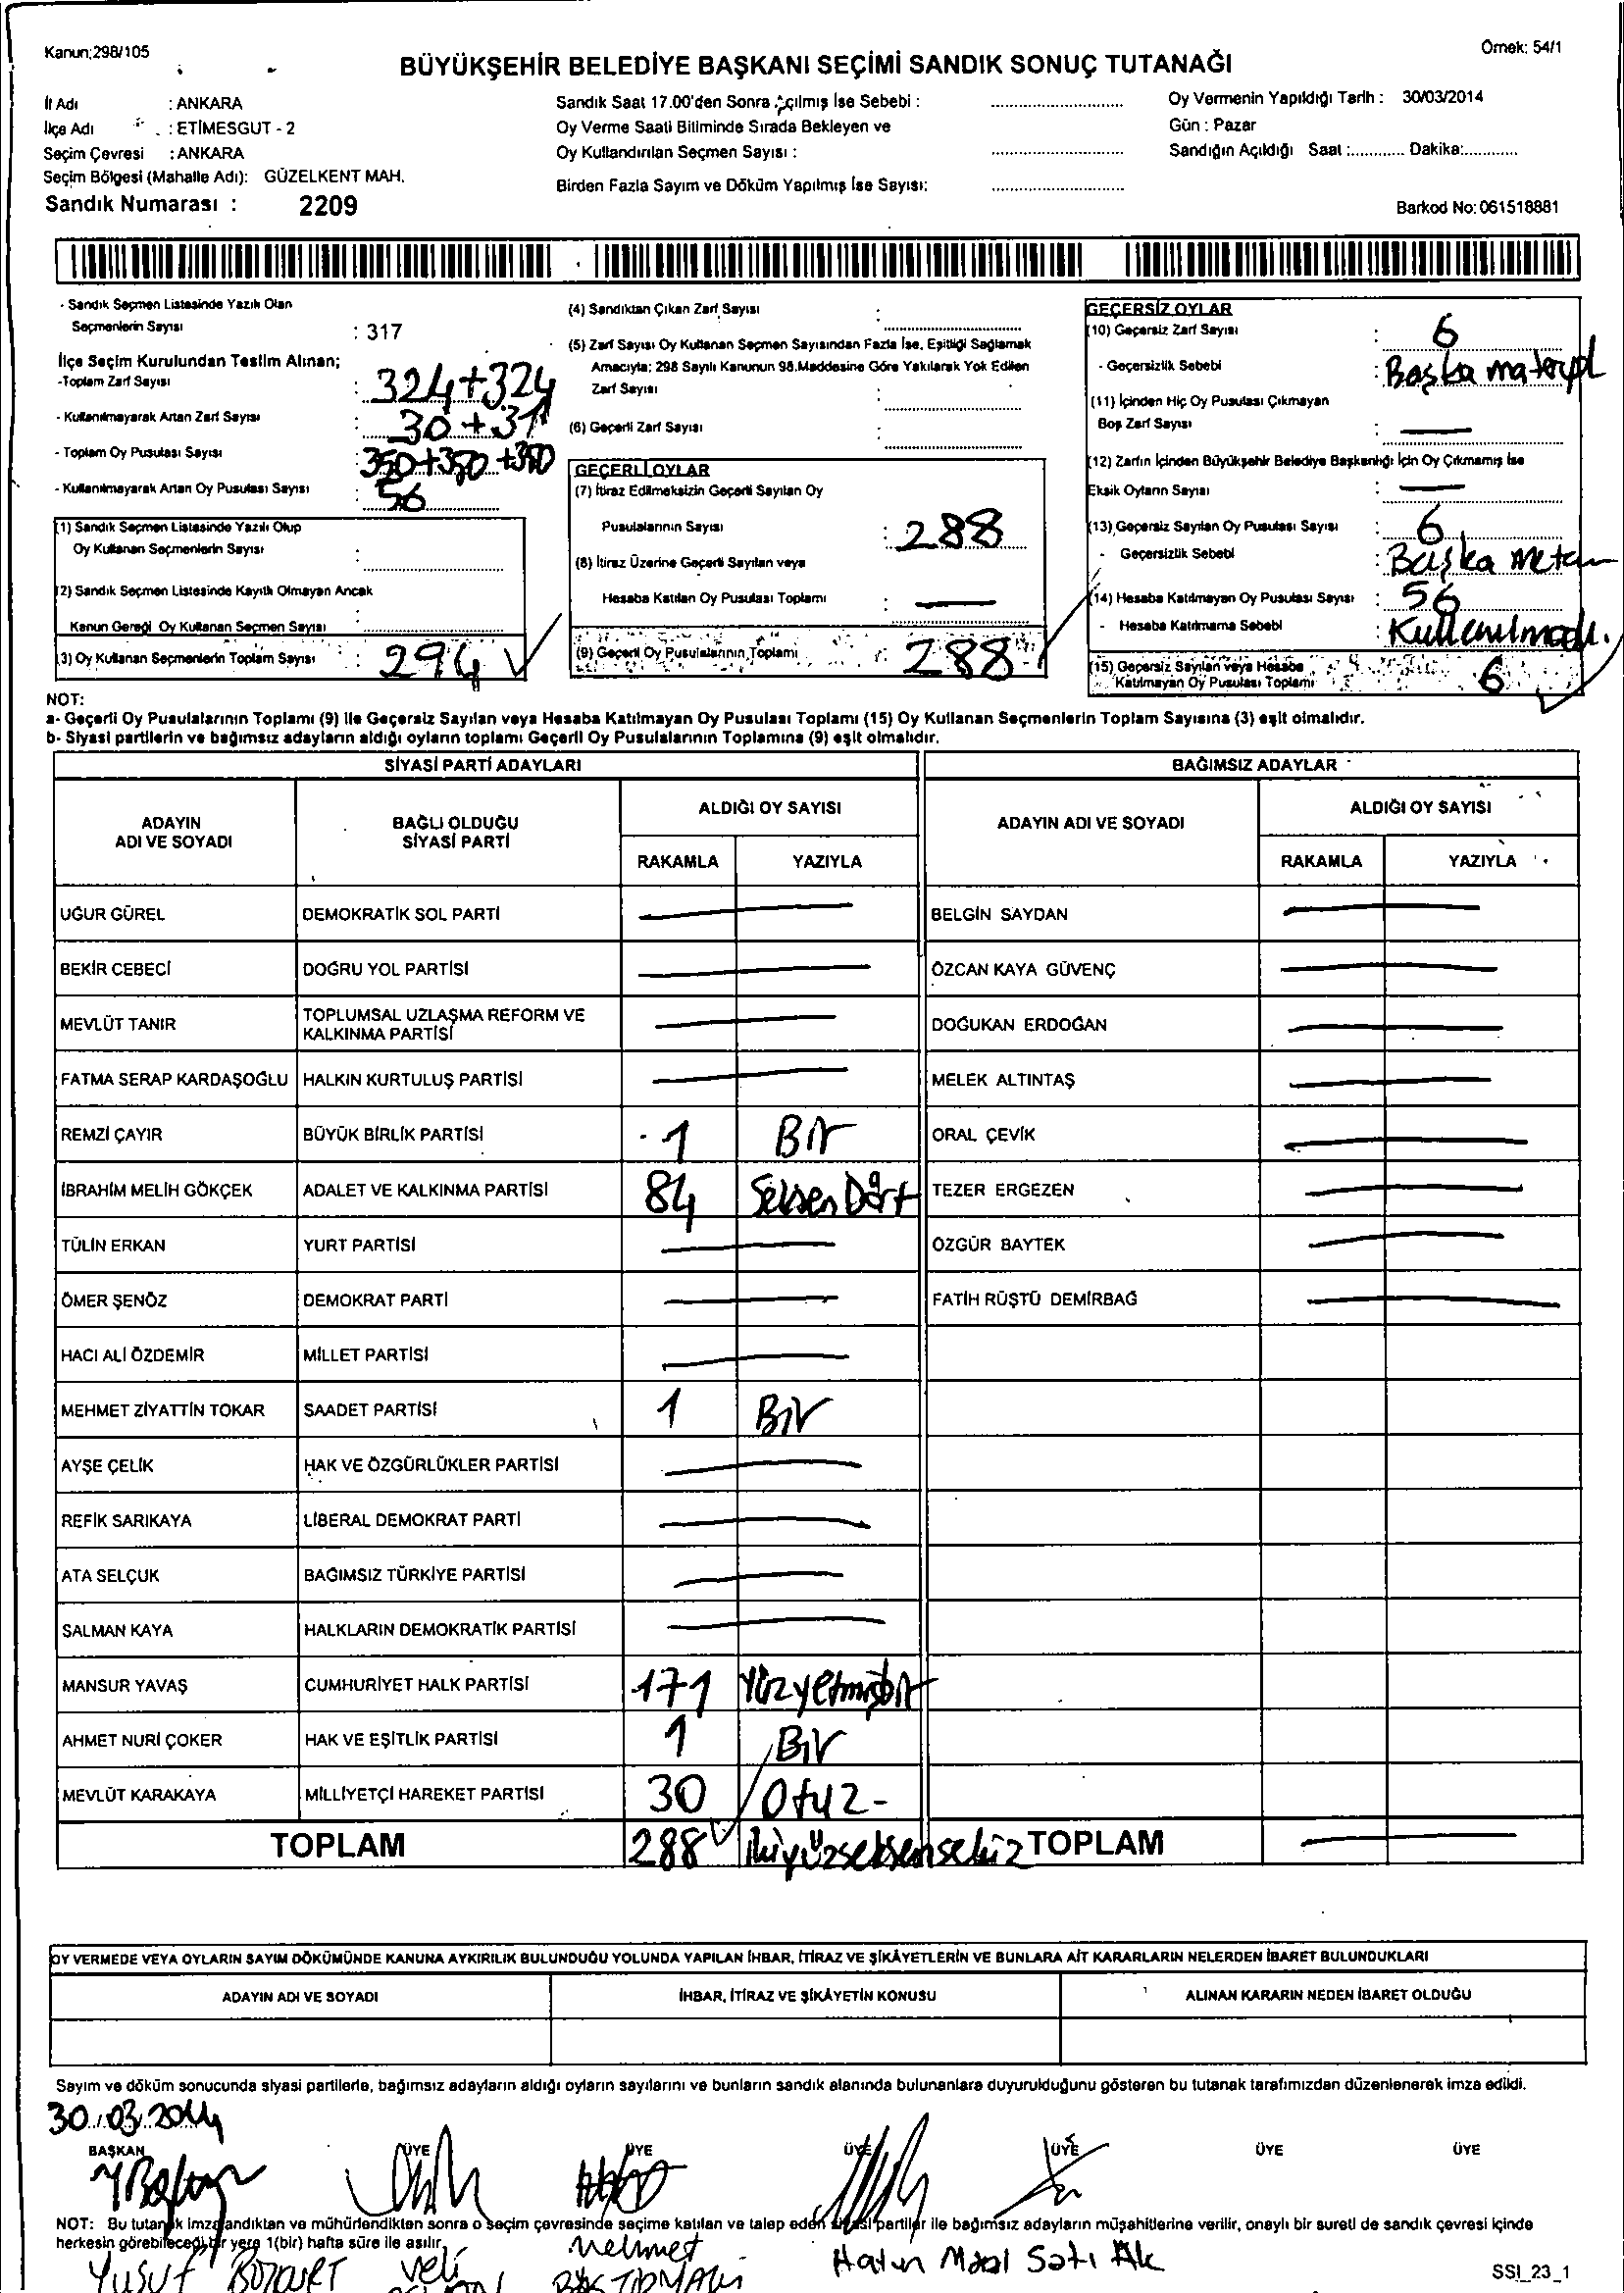 Kanun;298/105
Örnek: 54/1
BÜYÜKŞEHİR BELEDİYE BAŞKANI SEÇİMİ SANDIK SONUÇ TUTANAĞI
İl Adı : ANKARA
İlçe Adı : ETİMESGUT - 2
Seçim Çevresi : ANKARA
Seçim Bölgesi (Mahalle Adı): GÜZELKENT MAH.
Sandık Numarası : 2209
Sandık Saat 17.00'den Sonra Açılmış İse Sebebi :
Oy Verme Saati Bitiminde Sırada Bekleyen ve
Oy Kullandırılan Seçmen Sayısı :
Birden Fazla Sayım ve Döküm Yapılmış İse Sayısı:
Oy Vermenin Yapıldığı Tarih : 30/03/2014
Gün : Pazar
Sandığın Açıldığı Saat :............ Dakika:............
Barkod No: 061518881
- Sandık Seçmen Listesinde Yazılı Olan
Seçmenlerin Sayısı : 317
İlçe Seçim Kurulundan Teslim Alınan;
-Toplam Zarf Sayısı : 324+324
- Kullanılmayarak Artan Zarf Sayısı : 30+31
- Toplam Oy Pusulası Sayısı : 350+350+350
- Kullanılmayarak Artan Oy Pusulası Sayısı : 56
(1) Sandık Seçmen Listesinde Yazılı Olup
Oy Kullanan Seçmenlerin Sayısı :
(2) Sandık Seçmen Listesinde Kayıtlı Olmayan Ancak
Kanun Gereği Oy Kullanan Seçmen Sayısı
(3) Oy Kullanan Seçmenlerin Toplam Sayısı : 294
(4) Sandıktan Çıkan Zarf Sayısı :
(5) Zarf Sayısı Oy Kullanan Seçmen Sayısından Fazla İse, Eşitliği Sağlamak
Amacıyla; 298 Sayılı Kanunun 98.Maddesine Göre Yakılarak Yok Edilen
Zarf Sayısı :
(6) Geçerli Zarf Sayısı :
GEÇERLİ OYLAR
(7) İtiraz Edilmeksizin Geçerli Sayılan Oy
Pusulalarının Sayısı : 288
(8) İtiraz Üzerine Geçerli Sayılan veya
Hesaba Katılan Oy Pusulası Toplamı : —
(9) Geçerli Oy Pusulalarının Toplamı : 288
GEÇERSİZ OYLAR
(10) Geçersiz Zarf Sayısı : 6
- Geçersizlik Sebebi : Başka materyal
(11) İçinden Hiç Oy Pusulası Çıkmayan
Boş Zarf Sayısı : —
(12) Zarfın İçinden Büyükşehir Belediye Başkanlığı İçin Oy Çıkmamış İse
Eksik Oyların Sayısı : —
(13) Geçersiz Sayılan Oy Pusulası Sayısı : 6
- Geçersizlik Sebebi : Başka
(14) Hesaba Katılmayan Oy Pusulası Sayısı : 56
- Hesaba Katılmama Sebebi : Kullanılmadı.
(15) Geçersiz Sayılan veya Hesaba
Katılmayan Oy Pusulası Toplamı : 6
NOT:
a- Geçerli Oy Pusulalarının Toplamı (9) ile Geçersiz Sayılan veya Hesaba Katılmayan Oy Pusulası Toplamı (15) Oy Kullanan Seçmenlerin Toplam Sayısına (3) eşit olmalıdır.
b- Siyasi partilerin ve bağımsız adayların aldığı oyların toplamı Geçerli Oy Pusulalarının Toplamına (9) eşit olmalıdır.
SİYASİ PARTİ ADAYLARI
BAĞIMSIZ ADAYLAR
ADAYIN ADI VE SOYADI
BAĞLI OLDUĞU SİYASİ PARTİ
ALDIĞI OY SAYISI
RAKAMLA YAZIYLA
ADAYIN ADI VE SOYADI
ALDIĞI OY SAYISI
RAKAMLA YAZIYLA
UĞUR GÜREL DEMOKRATİK SOL PARTİ — BELGİN SAYDAN —
BEKİR CEBECİ DOĞRU YOL PARTİSİ — ÖZCAN KAYA GÜVENÇ —
MEVLÜT TANIR TOPLUMSAL UZLAŞMA REFORM VE KALKINMA PARTİSİ — DOĞUKAN ERDOĞAN —
FATMA SERAP KARDAŞOĞLU HALKIN KURTULUŞ PARTİSİ — MELEK ALTINTAŞ —
REMZİ ÇAYIR BÜYÜK BİRLİK PARTİSİ 1 Bir ORAL ÇEVİK —
İBRAHİM MELİH GÖKÇEK ADALET VE KALKINMA PARTİSİ 84 Seksen Dört TEZER ERGEZEN —
TÜLİN ERKAN YURT PARTİSİ — ÖZGÜR BAYTEK —
ÖMER ŞENÖZ DEMOKRAT PARTİ — FATİH RÜŞTÜ DEMİRBAĞ —
HACI ALİ ÖZDEMİR MİLLET PARTİSİ —
MEHMET ZİYATTİN TOKAR SAADET PARTİSİ 1 Bir
AYŞE ÇELİK HAK VE ÖZGÜRLÜKLER PARTİSİ —
REFİK SARIKAYA LİBERAL DEMOKRAT PARTİ —
ATA SELÇUK BAĞIMSIZ TÜRKİYE PARTİSİ —
SALMAN KAYA HALKLARIN DEMOKRATİK PARTİSİ —
MANSUR YAVAŞ CUMHURİYET HALK PARTİSİ 171 Yüzyetmişbir
AHMET NURİ ÇOKER HAK VE EŞİTLİK PARTİSİ 1 Bir
MEVLÜT KARAKAYA MİLLİYETÇİ HAREKET PARTİSİ 30 Otuz-
TOPLAM 288 ikiyüzseksensekiz TOPLAM —
OY VERMEDE VEYA OYLARIN SAYIM DÖKÜMÜNDE KANUNA AYKIRILIK BULUNDUĞU YOLUNDA YAPILAN İHBAR, İTİRAZ VE ŞİKÂYETLERİN VE BUNLARA AİT KARARLARIN NELERDEN İBARET BULUNDUKLARI
ADAYIN ADI VE SOYADI
İHBAR, İTİRAZ VE ŞİKÂYETİN KONUSU
ALINAN KARARIN NEDEN İBARET OLDUĞU
Sayım ve döküm sonucunda siyasi partilerle, bağımsız adayların aldığı oyların sayılarını ve bunların sandık alanında bulunanlara duyurulduğunu gösteren bu tutanak tarafımızdan düzenlenerek imza edildi.
30.03.2014
BAŞKAN ÜYE ÜYE ÜYE ÜYE ÜYE ÜYE
NOT: Bu tutanak imzalandıktan ve mühürlendikten sonra o seçim çevresinde seçime katılan ve talep eden siyasi partiler ile bağımsız adayların müşahitlerine verilir, onaylı bir sureti de sandık çevresi içinde
herkesin görebileceği bir yere 1(bir) hafta süre ile asılır.
Yusuf BOZKURT Veli Mehmet Satı Ak
SSI_23_1